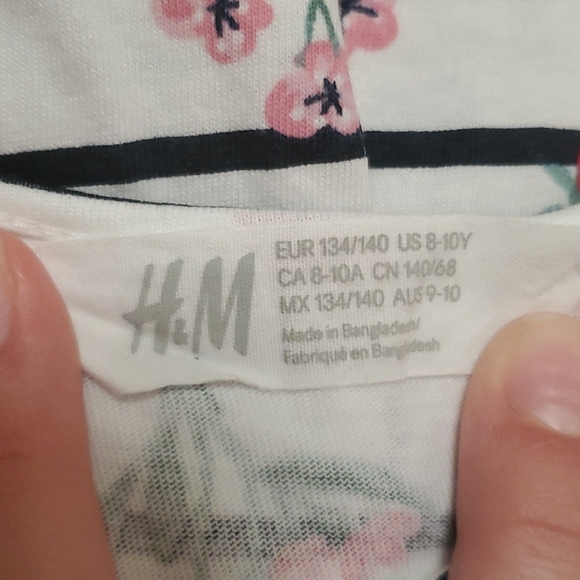 H&M
EUR 134/140 US 8-10Y
CA 8-10A CN 140/68
MX 134/140 AUS 9-10
Made in Bangladesh/
Fabriqué en Bangladesh